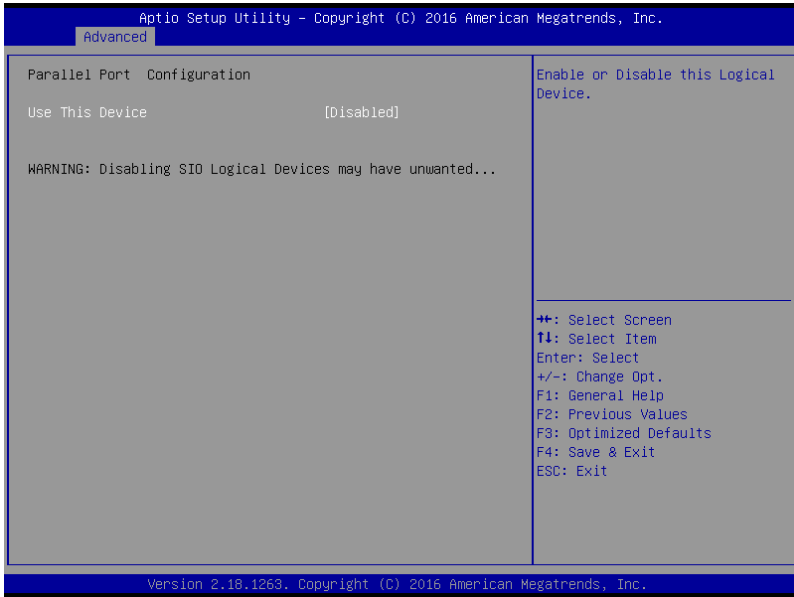 Aptio Setup Utility – Copyright (C) 2016 American Megatrends, Inc.
Advanced
Parallel Port Configuration
Use This Device [Disabled]
WARNING: Disabling SIO Logical Devices may have unwanted...
Enable or Disable this Logical
Device.
→←: Select Screen
↑↓: Select Item
Enter: Select
+/-: Change Opt.
F1: General Help
F2: Previous Values
F3: Optimized Defaults
F4: Save & Exit
ESC: Exit
Version 2.18.1263. Copyright (C) 2016 American Megatrends, Inc.